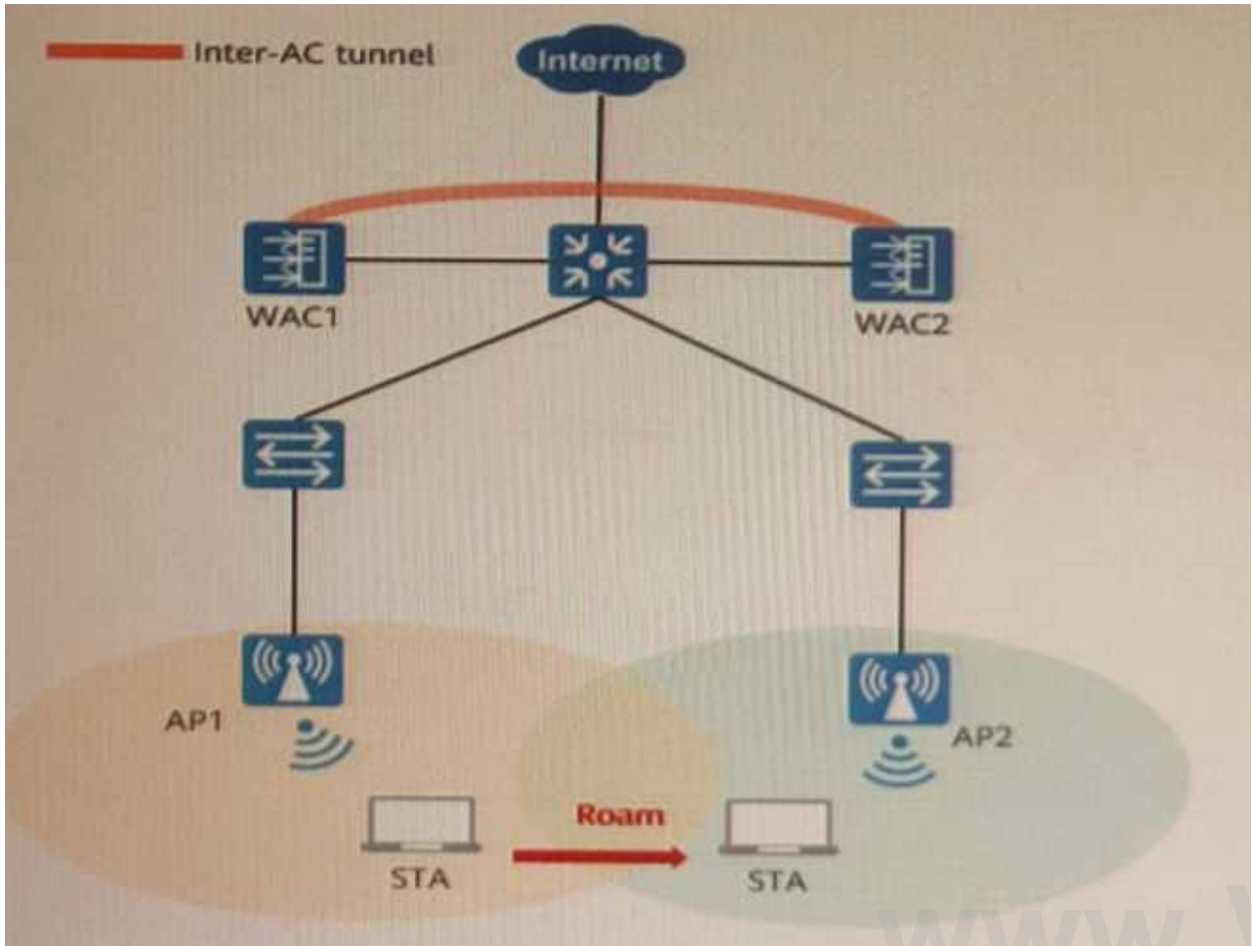 Inter-AC tunnel
Internet
WAC1
WAC2
AP1
AP2
Roam
STA
STA